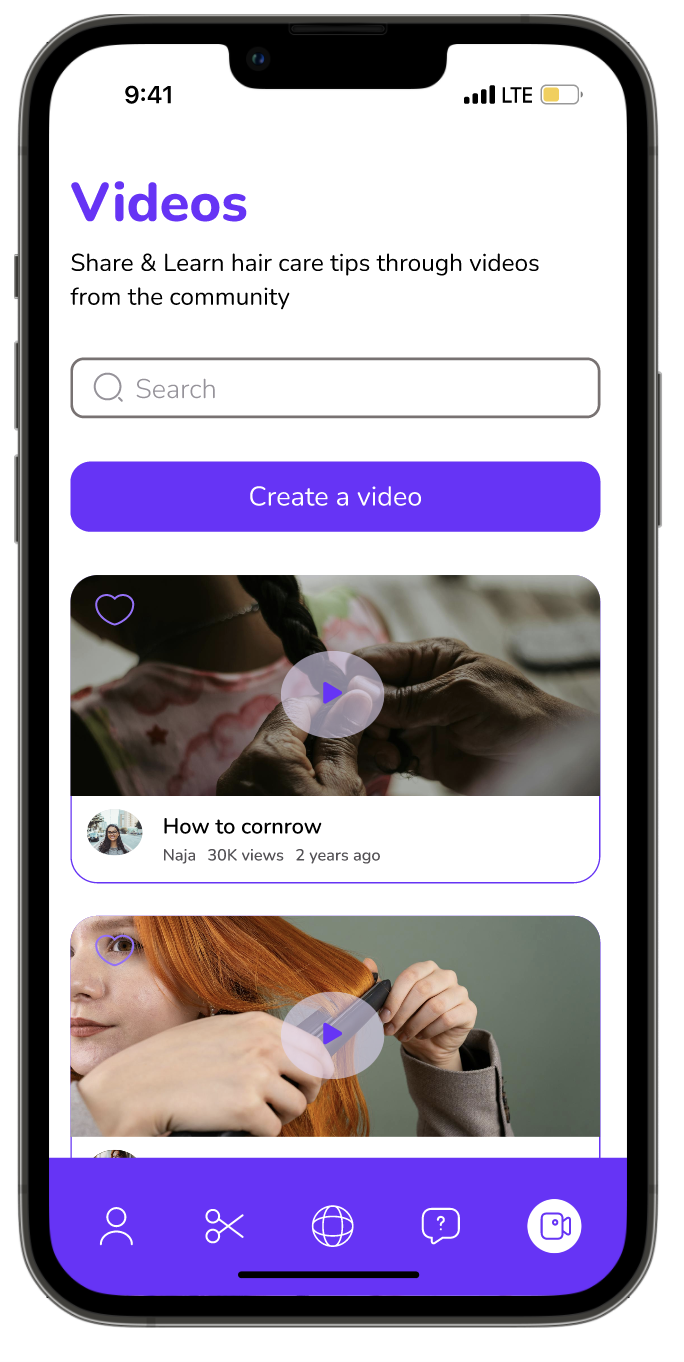 9:41 LTE
Videos
Share & Learn hair care tips through videos
from the community
Search
Create a video
How to cornrow
Naja 30K views 2 years ago
?